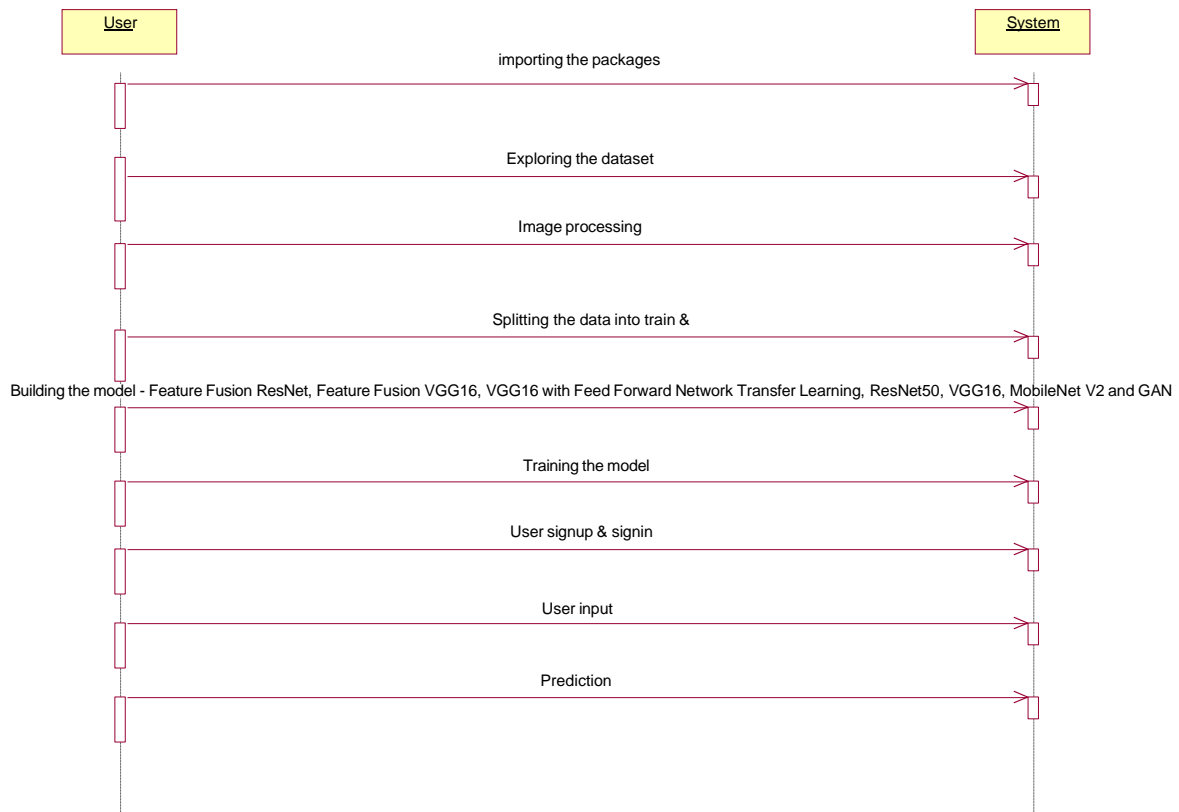 User
System
importing the packages
Exploring the dataset
Image processing
Splitting the data into train &
Building the model - Feature Fusion ResNet, Feature Fusion VGG16, VGG16 with Feed Forward Network Transfer Learning, ResNet50, VGG16, MobileNet V2 and GAN
Training the model
User signup & signin
User input
Prediction